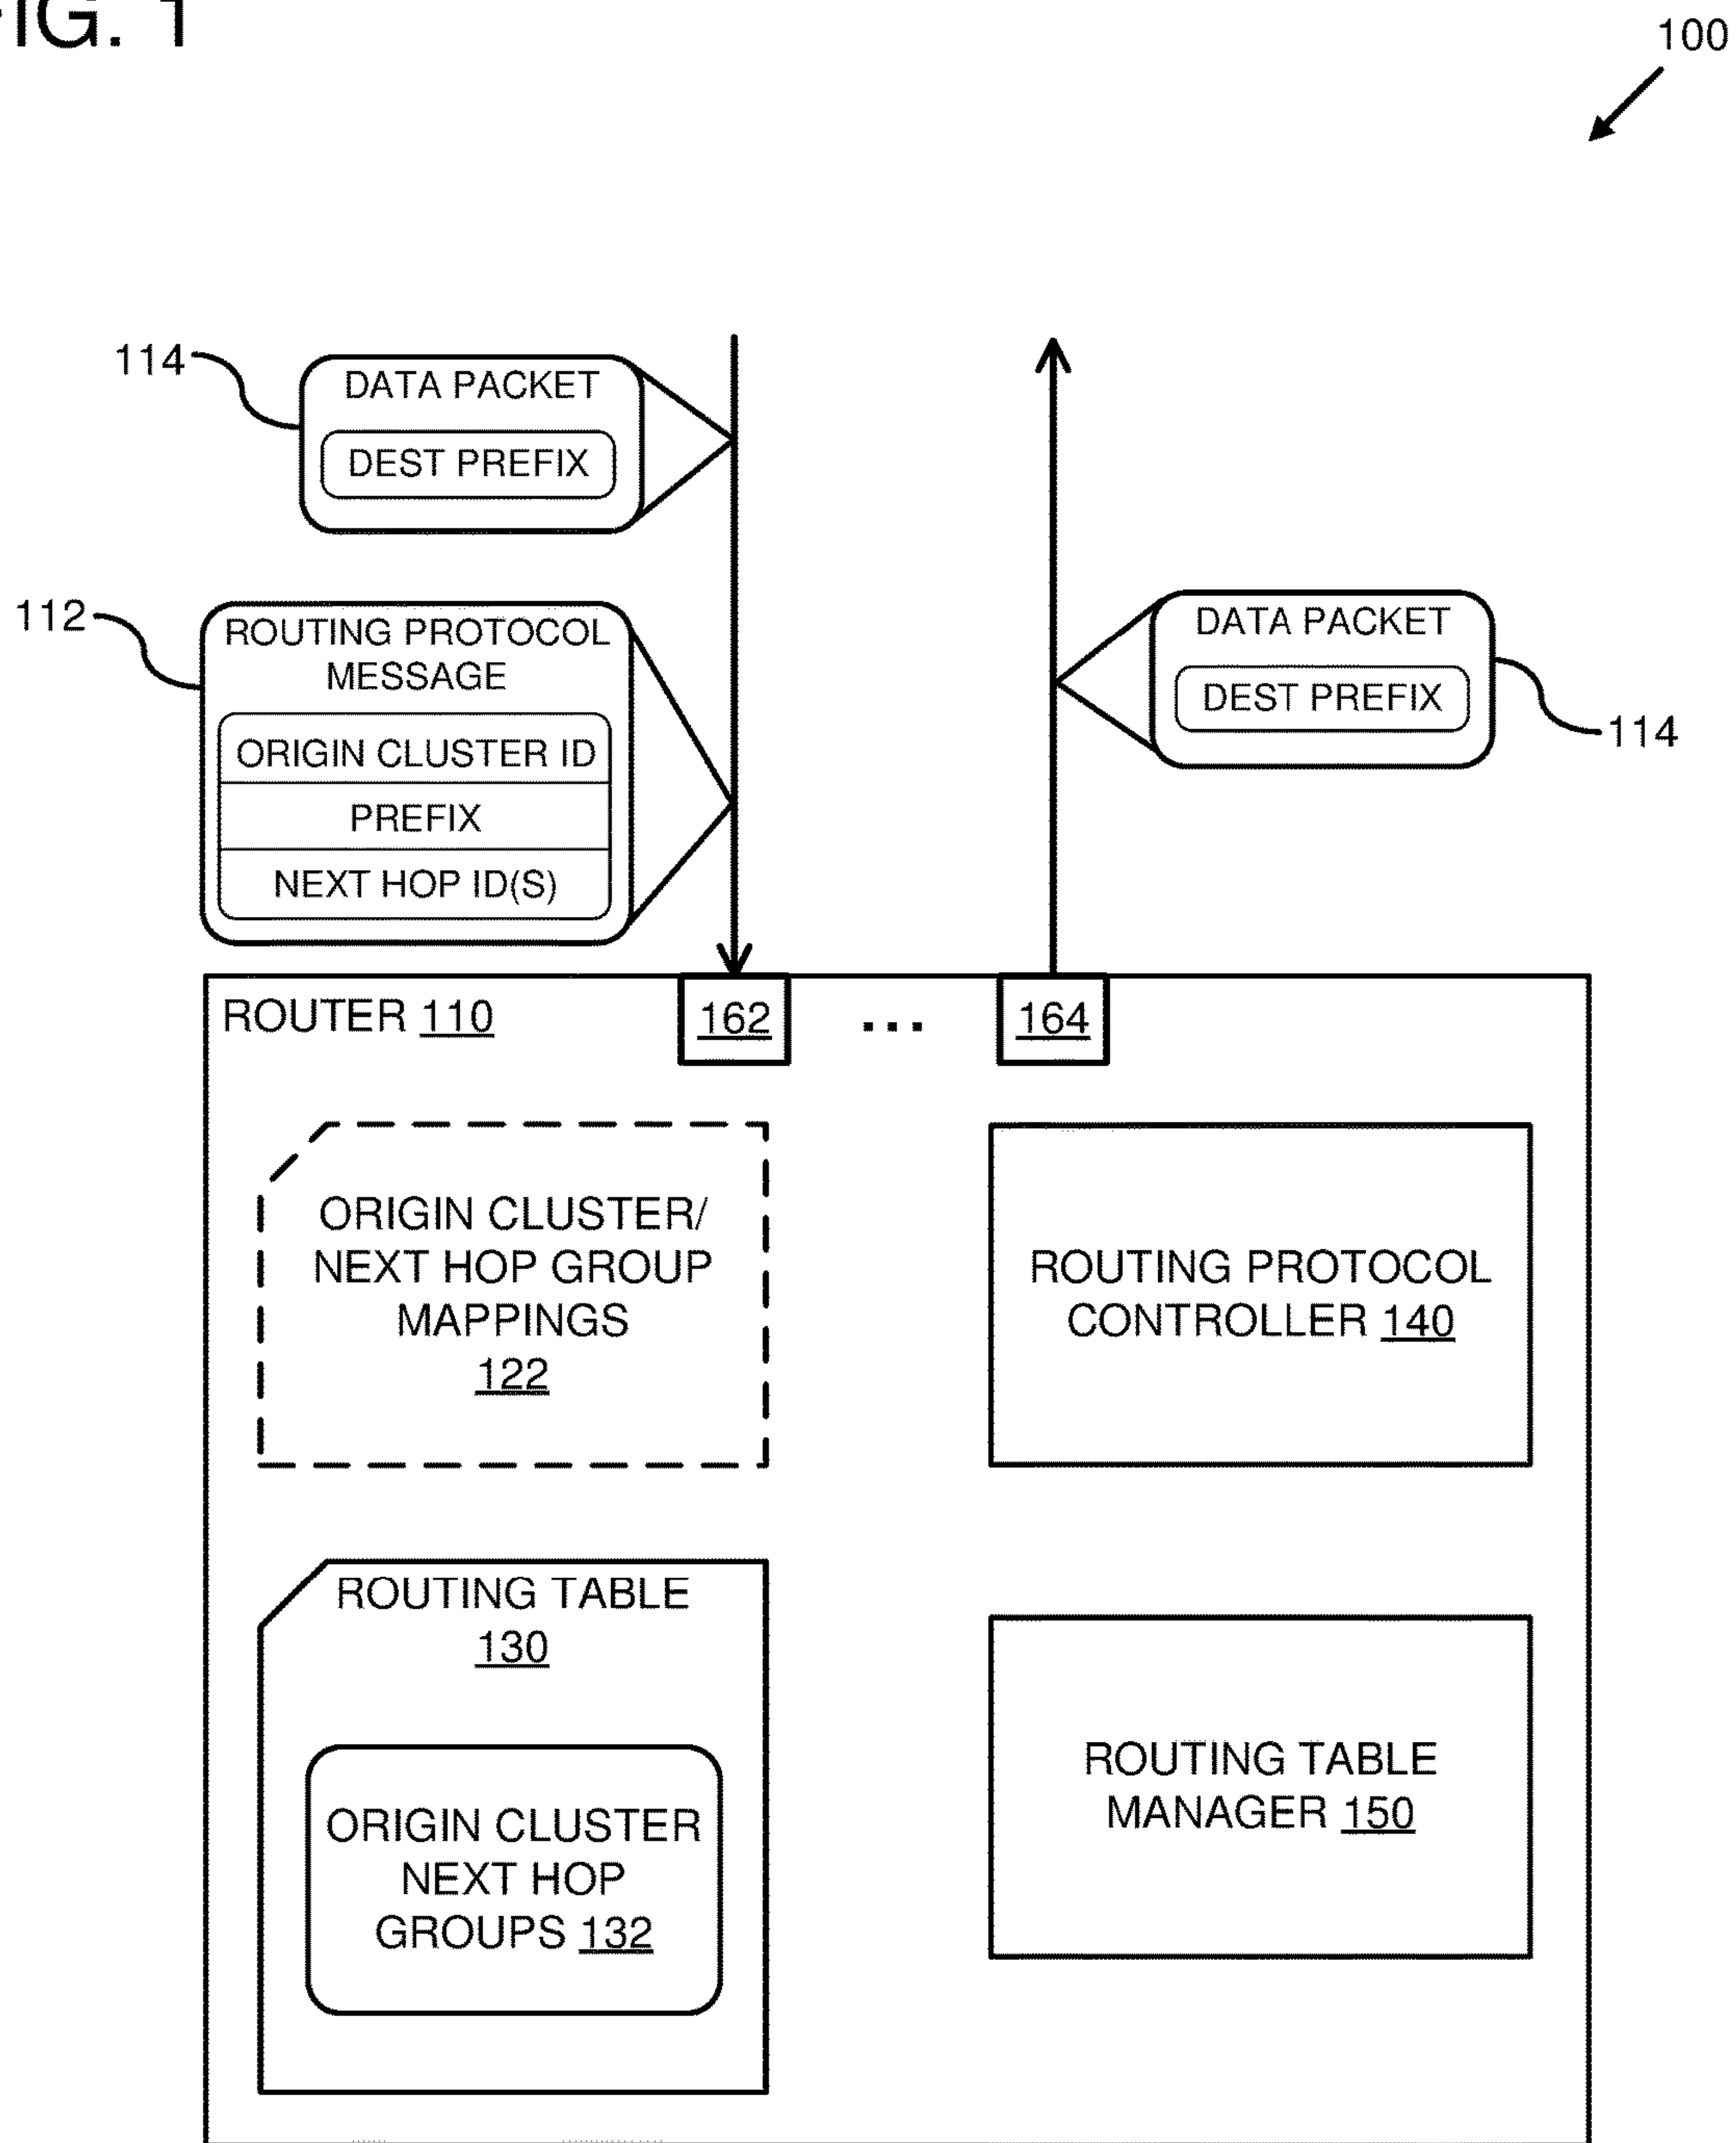 FIG. 1
100
114
DATA PACKET
DEST PREFIX
112
ROUTING PROTOCOL
MESSAGE
ORIGIN CLUSTER ID
PREFIX
NEXT HOP ID(S)
DATA PACKET
DEST PREFIX
114
ROUTER 110
162
...
164
ORIGIN CLUSTER/
NEXT HOP GROUP
MAPPINGS
122
ROUTING PROTOCOL
CONTROLLER 140
ROUTING TABLE
130
ORIGIN CLUSTER
NEXT HOP
GROUPS 132
ROUTING TABLE
MANAGER 150